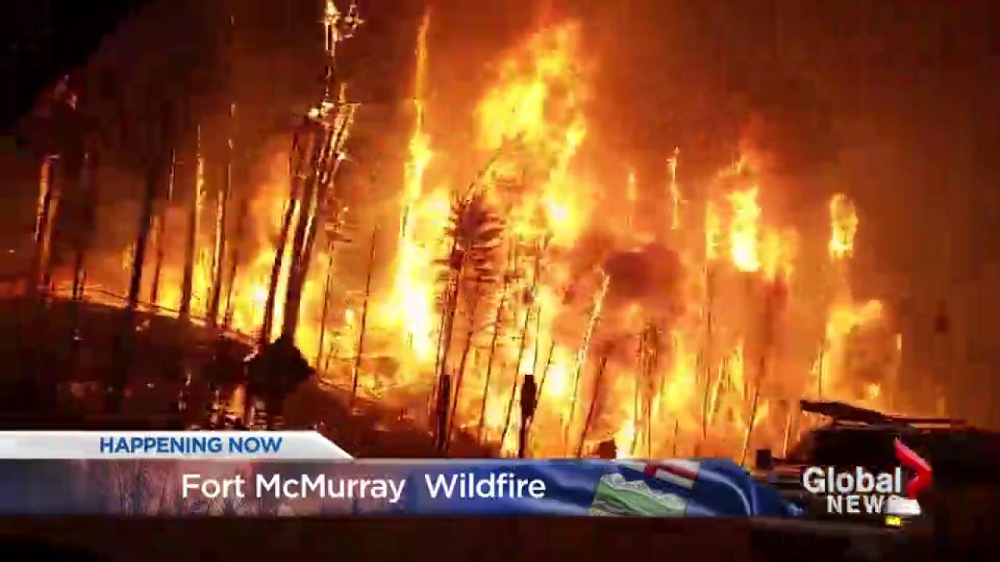 HAPPENING NOW
Fort McMurray Wildfire
Global
NEWS